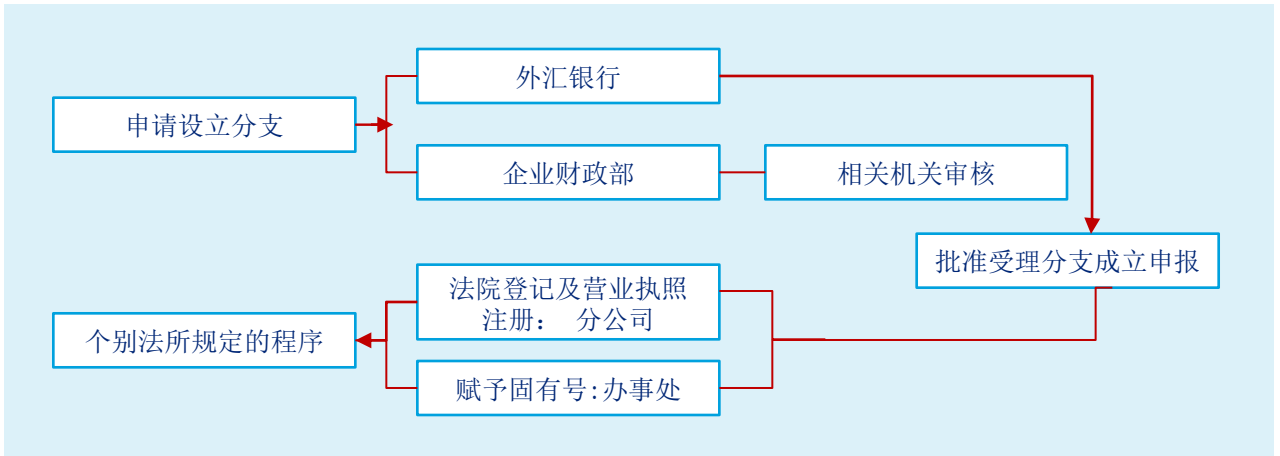 外汇银行
申请设立分支
企业财政部
相关机关审核
批准受理分支成立申报
法院登记及营业执照
注册： 分公司
个别法所规定的程序
赋予固有号:办事处